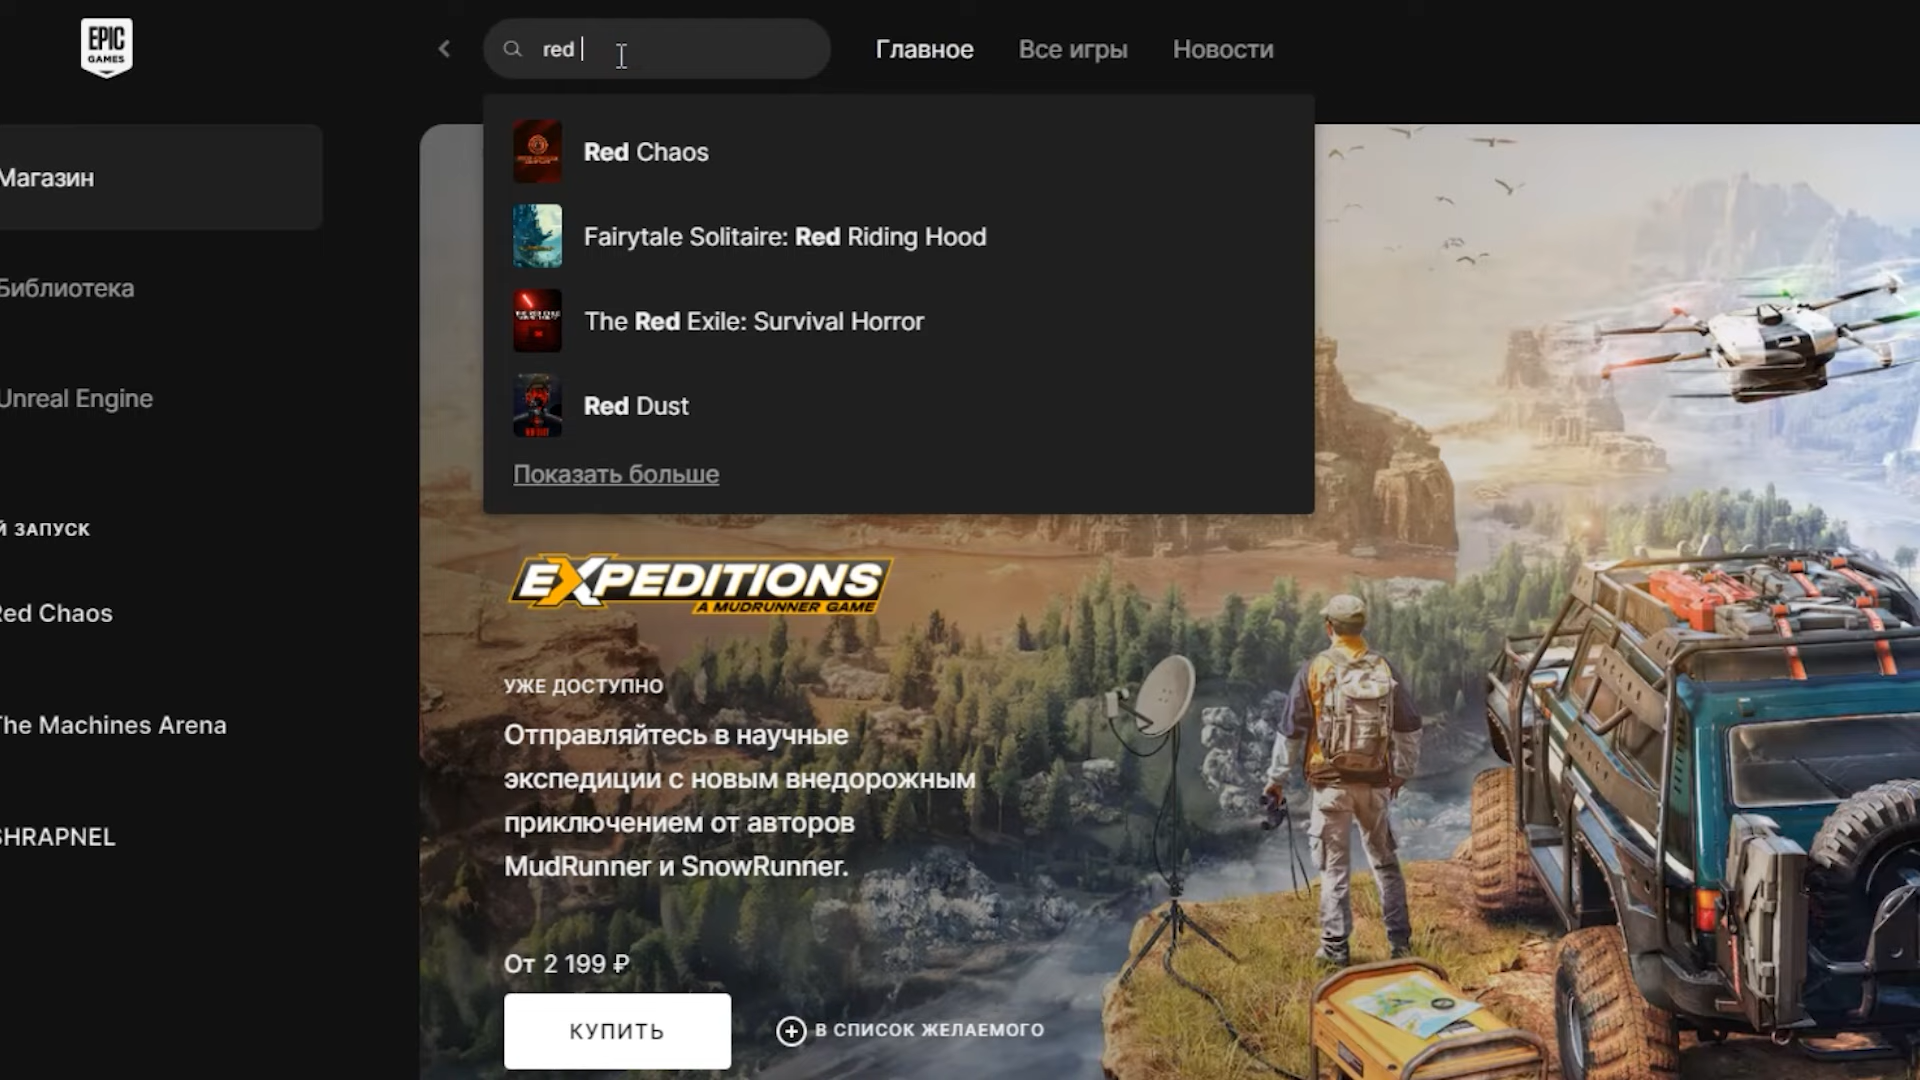 EPIC
GAMES
red
Главное
Все игры
Новости
Red Chaos
Fairytale Solitaire: Red Riding Hood
The Red Exile: Survival Horror
Red Dust
Показать больше
Магазин
Библиотека
Unreal Engine
Й ЗАПУСК
Red Chaos
The Machines Arena
SHRAPNEL
EXPEDITIONS
A MUDRUNNER GAME
УЖЕ ДОСТУПНО
Отправляйтесь в научные
экспедиции с новым внедорожным
приключением от авторов
MudRunner и SnowRunner.
От 2 199 ₽
КУПИТЬ
В СПИСОК ЖЕЛАЕМОГО